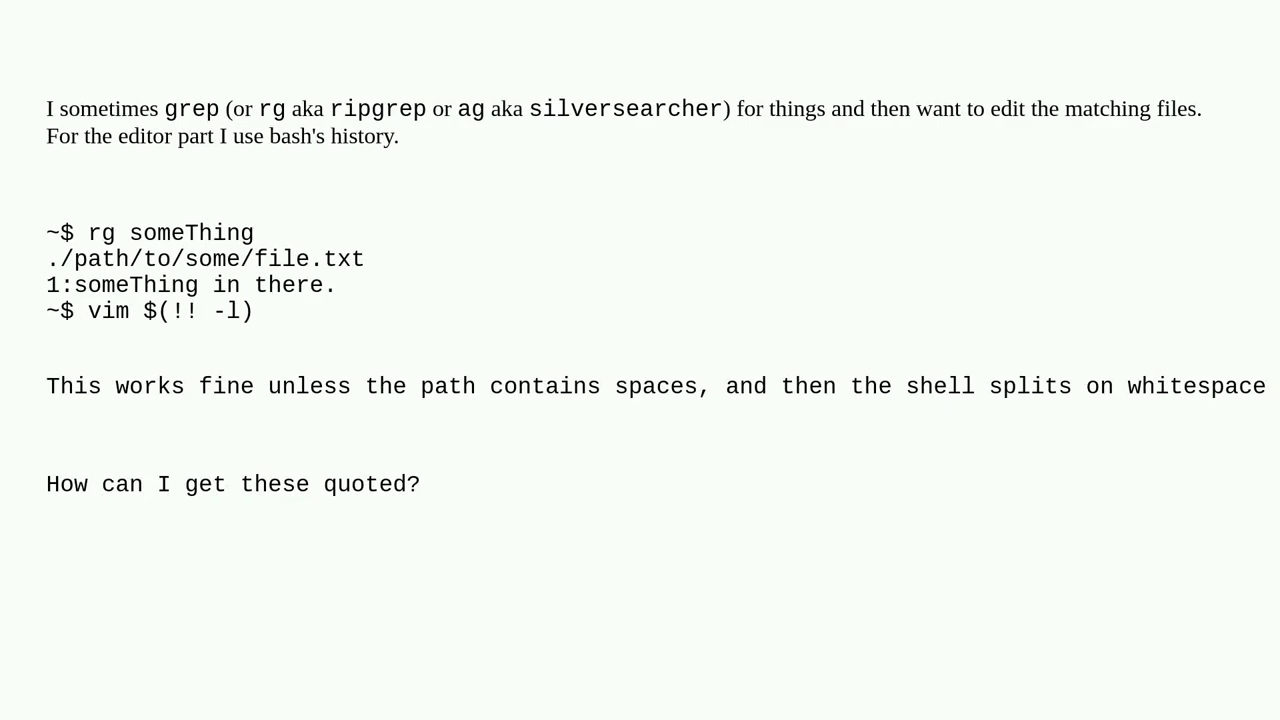 I sometimes grep (or rg aka ripgrep or ag aka silversearcher) for things and then want to edit the matching files.
For the editor part I use bash's history.
~$ rg someThing
./path/to/some/file.txt
1:someThing in there.
~$ vim $(!! -l)
This works fine unless the path contains spaces, and then the shell splits on whitespace
How can I get these quoted?